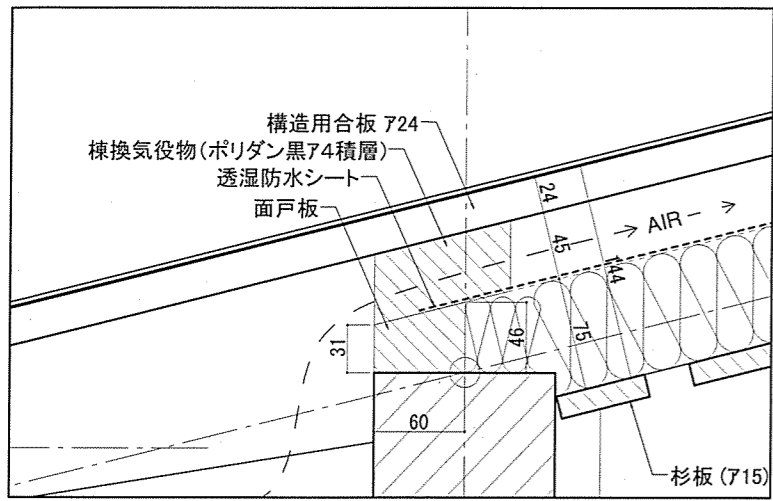 構造用合板 ア24
棟換気役物(ポリダン黒ア4積層)
透湿防水シート
面戸板
24
45
AIR
144
31
46
75
60
杉板 (ア15)